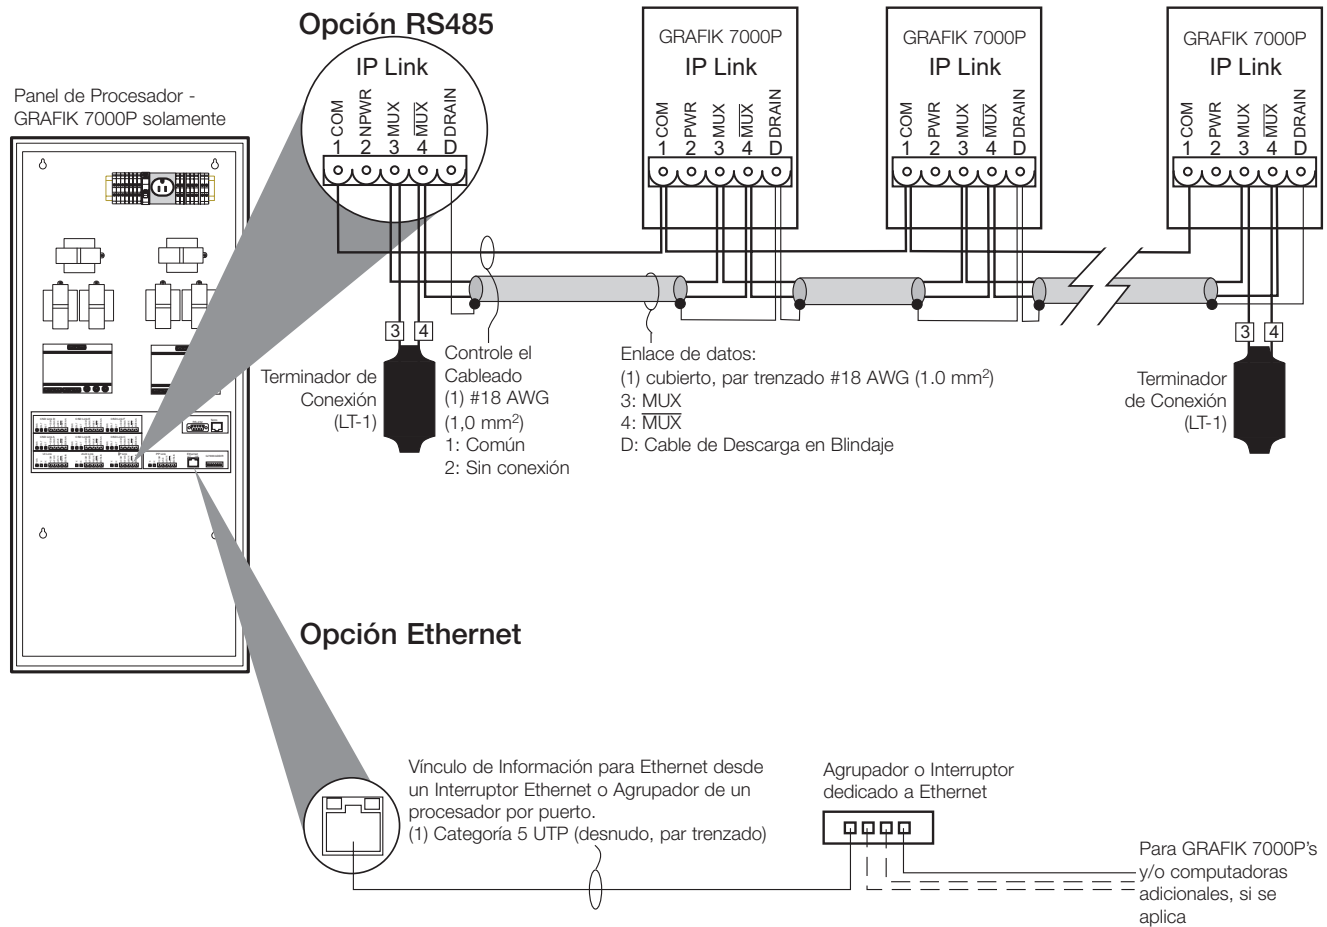 Opción RS485
IP Link
COM NPWR MUX M̅U̅X̅ DRAIN
1 2 3 4 D
GRAFIK 7000P
IP Link
COM PWR MUX M̅U̅X̅ DRAIN
1 2 3 4 D
GRAFIK 7000P
IP Link
COM PWR MUX M̅U̅X̅ DRAIN
1 2 3 4 D
GRAFIK 7000P
IP Link
COM PWR MUX M̅U̅X̅ DRAIN
1 2 3 4 D
Panel de Procesador -
GRAFIK 7000P solamente
3 4
Terminador de
Conexión
(LT-1)
Controle el
Cableado
(1) #18 AWG
(1,0 mm²)
1: Común
2: Sin conexión
Enlace de datos:
(1) cubierto, par trenzado #18 AWG (1.0 mm²)
3: MUX
4: M̅U̅X̅
D: Cable de Descarga en Blindaje
3 4
Terminador
de Conexión
(LT-1)
Opción Ethernet
Vínculo de Información para Ethernet desde
un Interruptor Ethernet o Agrupador de un
procesador por puerto.
(1) Categoría 5 UTP (desnudo, par trenzado)
Agrupador o Interruptor
dedicado a Ethernet
Para GRAFIK 7000P's
y/o computadoras
adicionales, si se
aplica